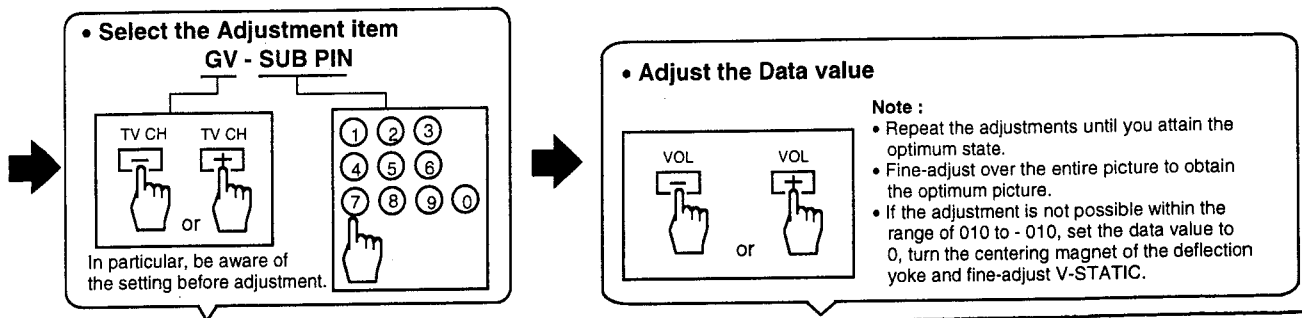 • Select the Adjustment item
GV - SUB PIN
TV CH TV CH
− +
or
1 2 3
4 5 6
7 8 9 0
In particular, be aware of
the setting before adjustment.
• Adjust the Data value
VOL VOL
− +
or
Note :
• Repeat the adjustments until you attain the
optimum state.
• Fine-adjust over the entire picture to obtain
the optimum picture.
• If the adjustment is not possible within the
range of 010 to - 010, set the data value to
0, turn the centering magnet of the deflection
yoke and fine-adjust V-STATIC.